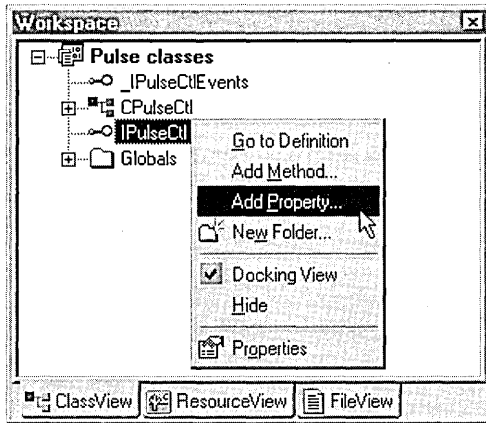 Workspace
Pulse classes
_IPulseCtlEvents
CPulseCtl
IPulseCtl
Globals
Go to Definition
Add Method...
Add Property...
New Folder...
Docking View
Hide
Properties
ClassView ResourceView FileView